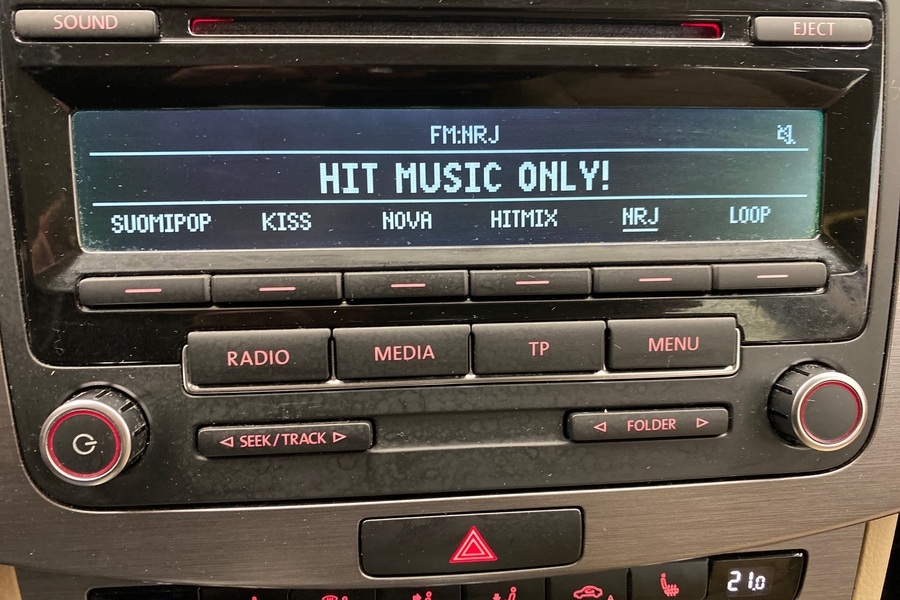 SOUND EJECT
FM:NRJ
HIT MUSIC ONLY!
SUOMIPOP KISS NOVA HITMIX NRJ LOOP
RADIO MEDIA TP MENU
SEEK/TRACK FOLDER
21.0